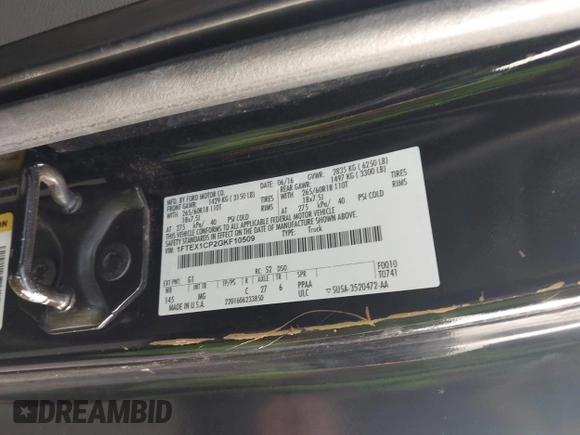 MFD. BY FORD MOTOR CO.
DATE: 06/16 GVWR: 2835 KG ( 6250 LB)
FRONT GAWR: 1429 KG ( 3150 LB) REAR GAWR: 1497 KG ( 3300 LB)
WITH 265/60R18 110T TIRES WITH 265/60R18 110T TIRES
18x7.5J RIMS 18x7.5J RIMS
AT 275 kPa/ 40 PSI COLD AT 275 kPa/ 40 PSI COLD
THIS VEHICLE CONFORMS TO ALL APPLICABLE FEDERAL MOTOR VEHICLE
SAFETY STANDARDS IN EFFECT ON THE DATE OF MANUFACTURE SHOWN ABOVE.
VIN: 1FTEX1CP2GKF10509 TYPE: Truck
EXT PNT: G1 RC: 52 DSO: F0010
WB INT TR TP/PS R AXLE TR SPR T0741
145 MG C 27 6 PPAA
MADE IN U.S.A. ULC
2201606233850 SU5A-3520472-AA
DREAMBID